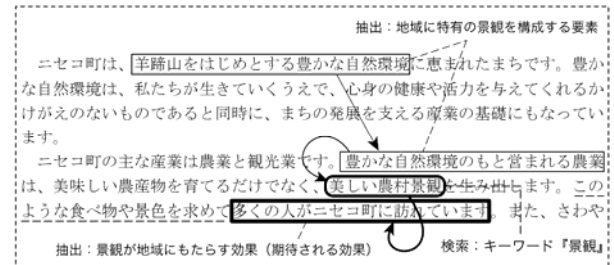 抽出：地域に特有の景観を構成する要素
ニセコ町は、羊蹄山をはじめとする豊かな自然環境に恵まれたまちです。豊か
な自然環境は、私たちが生きていくうえで、心身の健康や活力を与えてくれるか
けがえのないものであると同時に、まちの発展を支える産業の基礎にもなってい
ます。
ニセコ町の主な産業は農業と観光業です。豊かな自然環境のもと営まれる農業
は、美味しい農産物を育てるだけでなく、美しい農村景観を生み出します。この
ような食べ物や景色を求めて多くの人がニセコ町に訪れています。また、さわや
抽出：景観が地域にもたらす効果（期待される効果）
検索：キーワード『景観』